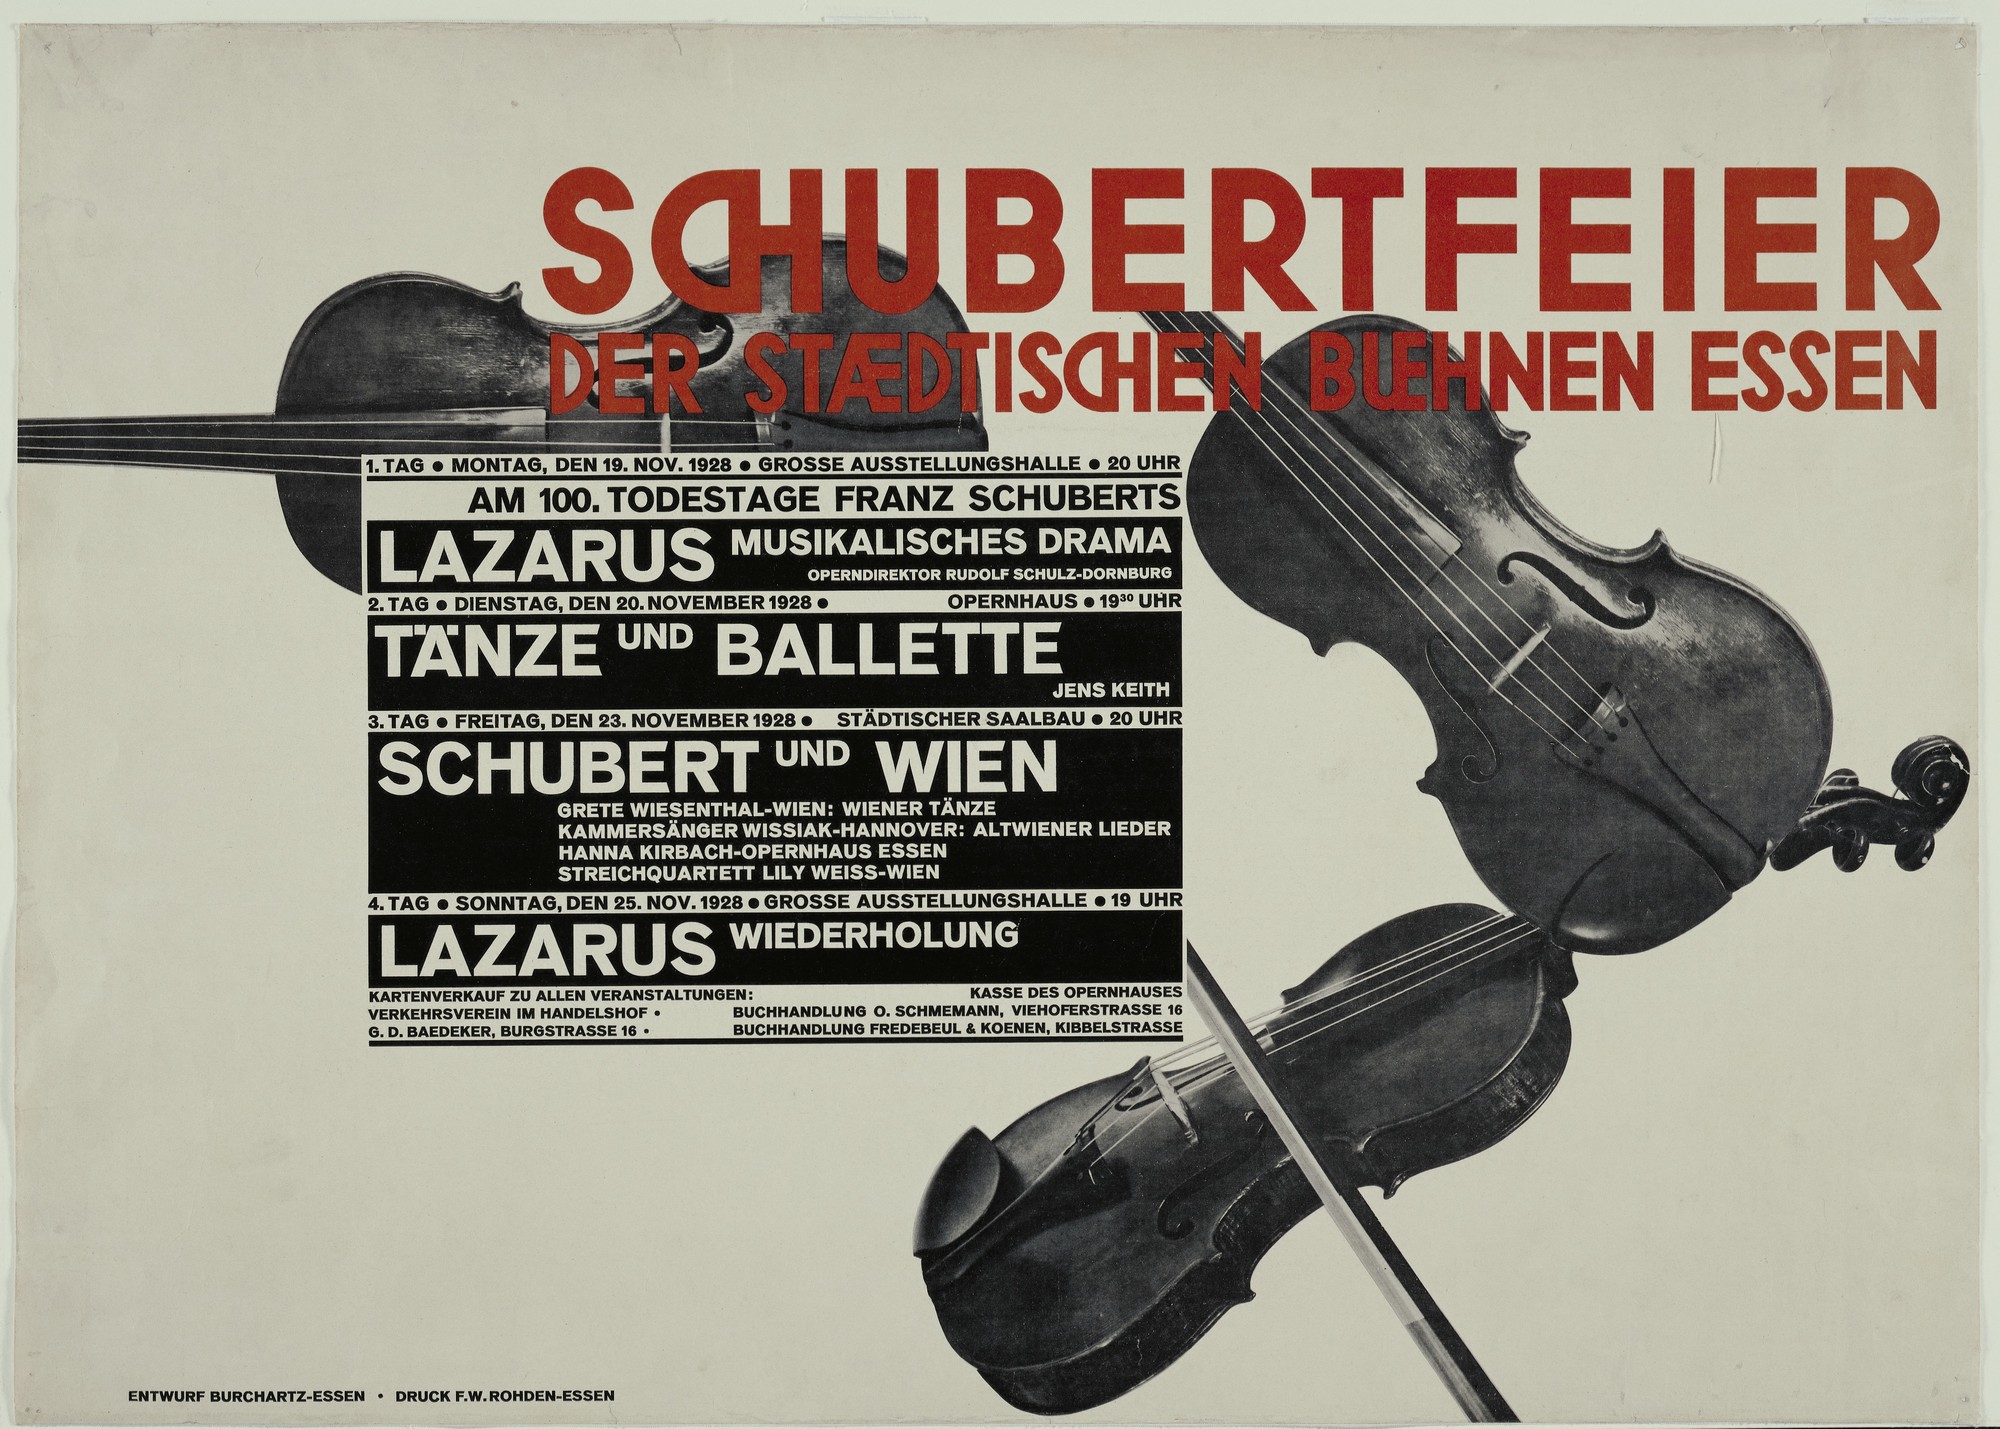 SCHUBERTFEIER
DER STÆDTISCHEN BUEHNEN ESSEN
1. TAG ● MONTAG, DEN 19. NOV. 1928 ● GROSSE AUSSTELLUNGSHALLE ● 20 UHR
AM 100. TODESTAGE FRANZ SCHUBERTS
LAZARUS MUSIKALISCHES DRAMA
OPERNDIREKTOR RUDOLF SCHULZ-DORNBURG
2. TAG ● DIENSTAG, DEN 20. NOVEMBER 1928 ● OPERNHAUS ● 19³⁰ UHR
TÄNZE UND BALLETTE
JENS KEITH
3. TAG ● FREITAG, DEN 23. NOVEMBER 1928 ● STÄDTISCHER SAALBAU ● 20 UHR
SCHUBERT UND WIEN
GRETE WIESENTHAL-WIEN: WIENER TÄNZE
KAMMERSÄNGER WISSIAK-HANNOVER: ALTWIENER LIEDER
HANNA KIRBACH-OPERNHAUS ESSEN
STREICHQUARTETT LILY WEISS-WIEN
4. TAG ● SONNTAG, DEN 25. NOV. 1928 ● GROSSE AUSSTELLUNGSHALLE ● 19 UHR
LAZARUS WIEDERHOLUNG
KARTENVERKAUF ZU ALLEN VERANSTALTUNGEN: KASSE DES OPERNHAUSES
VERKEHRSVEREIN IM HANDELSHOF • BUCHHANDLUNG O. SCHMEMANN, VIEHOFERSTRASSE 16
G. D. BAEDEKER, BURGSTRASSE 16 • BUCHHANDLUNG FREDEBEUL & KOENEN, KIBBELSTRASSE
ENTWURF BURCHARTZ-ESSEN • DRUCK F.W. ROHDEN-ESSEN